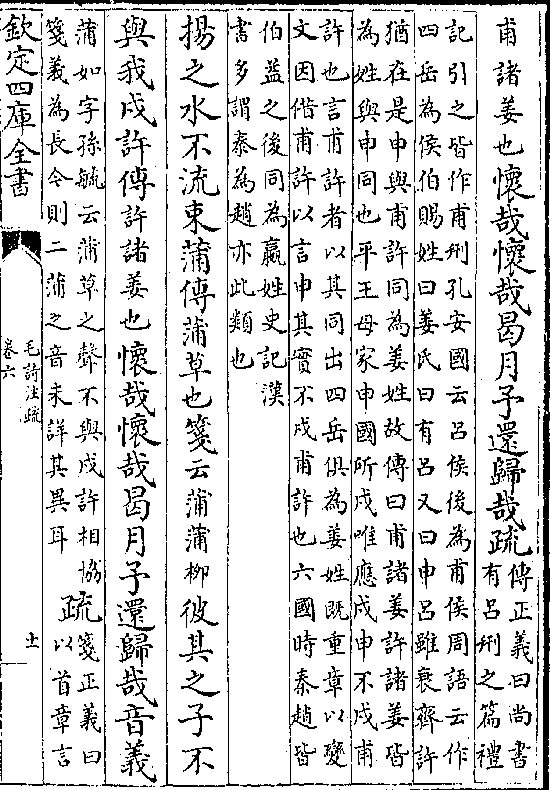 甫諸姜也懷哉懷哉曷月予還歸哉疏傳正義曰尚書
有呂刑之篇禮
記引之皆作甫刑孔安國云呂侯後為甫侯周語云作
四岳為侯伯賜姓曰姜氏曰有呂又曰申呂雖衰齊許
猶在是申與甫許同為姜姓故傳曰甫諸姜許諸姜皆
為姓與申同也平王母家申國所戍唯應戍申不戍甫
許也言甫許者以其同出四岳俱為姜姓既重章以變
文因借甫許以言申其實不戍甫許也六國時秦趙皆
伯益之後同為嬴姓史記漢
書多謂秦為趙亦此類也
揚之水不流束蒲傳蒲草也箋云蒲蒲柳彼其之子不
與我戍許傳許諸姜也懷哉懷哉曷月予還歸哉音義
蒲如字孫毓云蒲草之聲不與戍許相協
箋義為長今則二蒲之音未詳其異耳
疏箋正義曰
以首章言
欽定四庫全書
毛詩注疏
卷六
十一